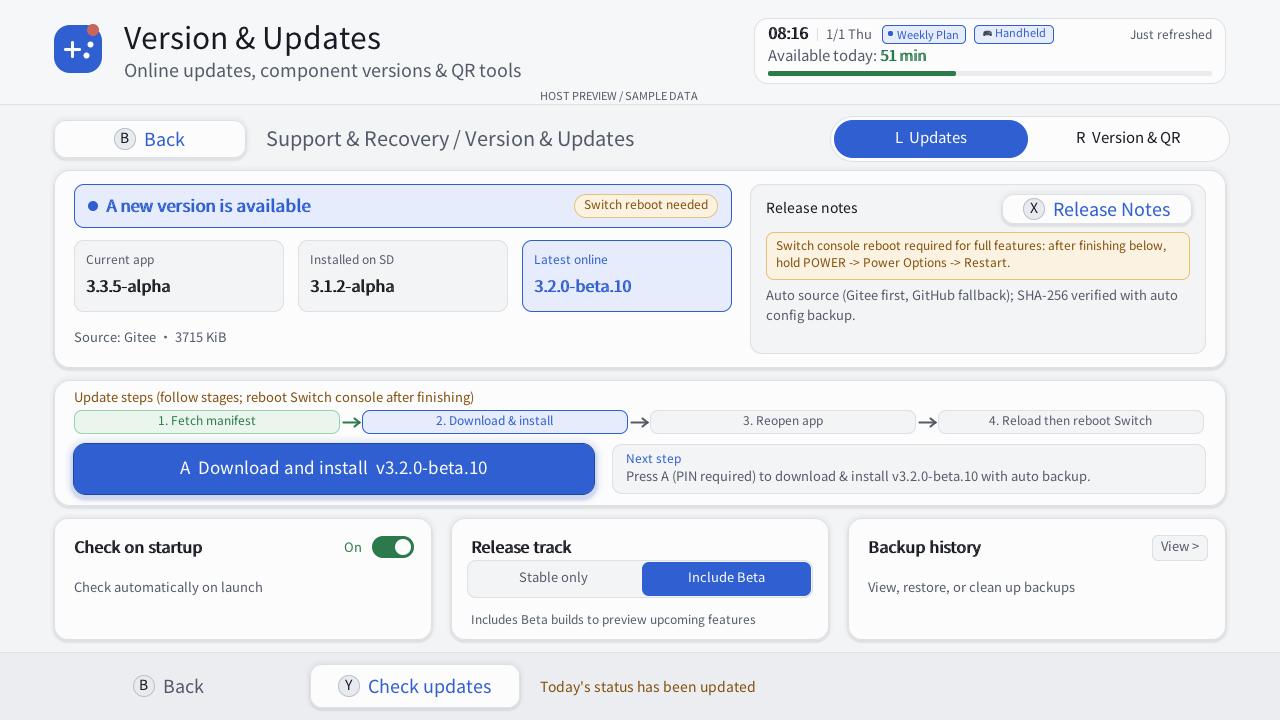 Version & Updates
Online updates, component versions & QR tools
08:16 1/1 Thu Weekly Plan Handheld Just refreshed
Available today: 51 min
HOST PREVIEW / SAMPLE DATA
B Back Support & Recovery / Version & Updates L Updates R Version & QR
A new version is available Switch reboot needed
Current app
3.3.5-alpha
Installed on SD
3.1.2-alpha
Latest online
3.2.0-beta.10
Source: Gitee · 3715 KiB
Release notes X Release Notes
Switch console reboot required for full features: after finishing below,
hold POWER -> Power Options -> Restart.
Auto source (Gitee first, GitHub fallback); SHA-256 verified with auto
config backup.
Update steps (follow stages; reboot Switch console after finishing)
1. Fetch manifest 2. Download & install 3. Reopen app 4. Reload then reboot Switch
A Download and install v3.2.0-beta.10
Next step
Press A (PIN required) to download & install v3.2.0-beta.10 with auto backup.
Check on startup On
Check automatically on launch
Release track
Stable only Include Beta
Includes Beta builds to preview upcoming features
Backup history View >
View, restore, or clean up backups
B Back Y Check updates Today's status has been updated